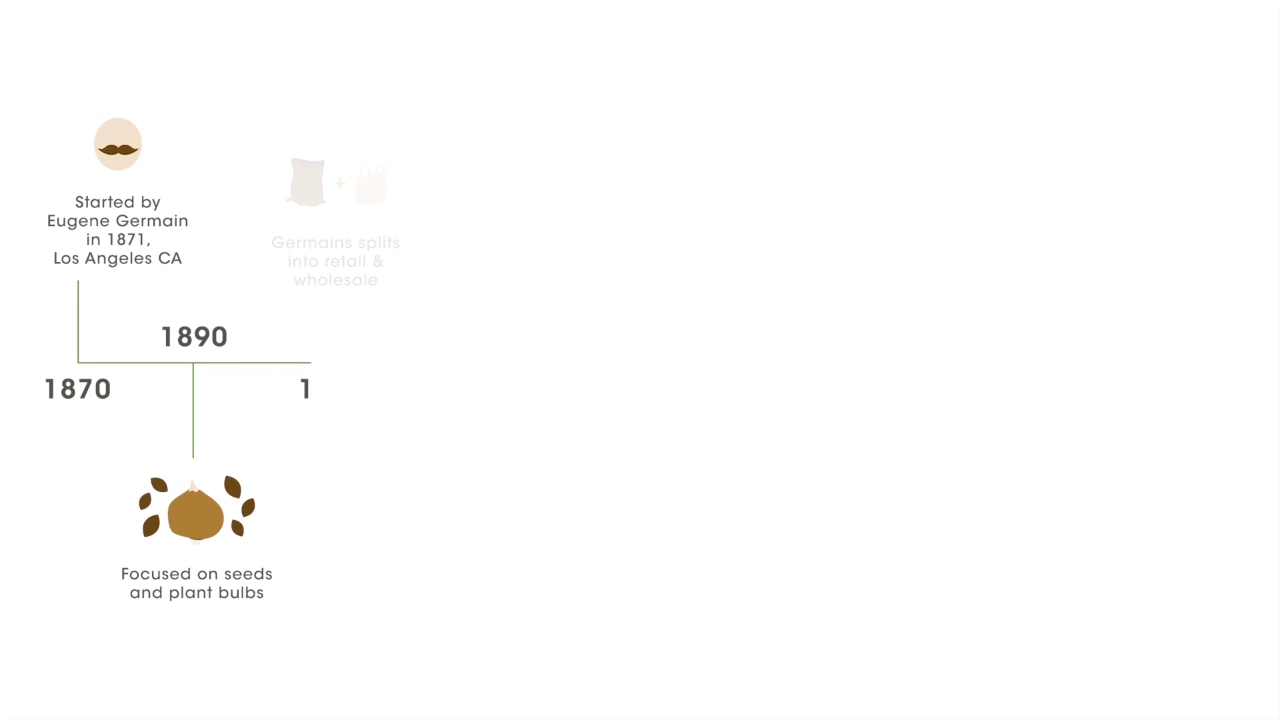 Started by
Eugene Germain
in 1871,
Los Angeles CA
Germains splits
into retail &
wholesale
1890
1870
1
Focused on seeds
and plant bulbs